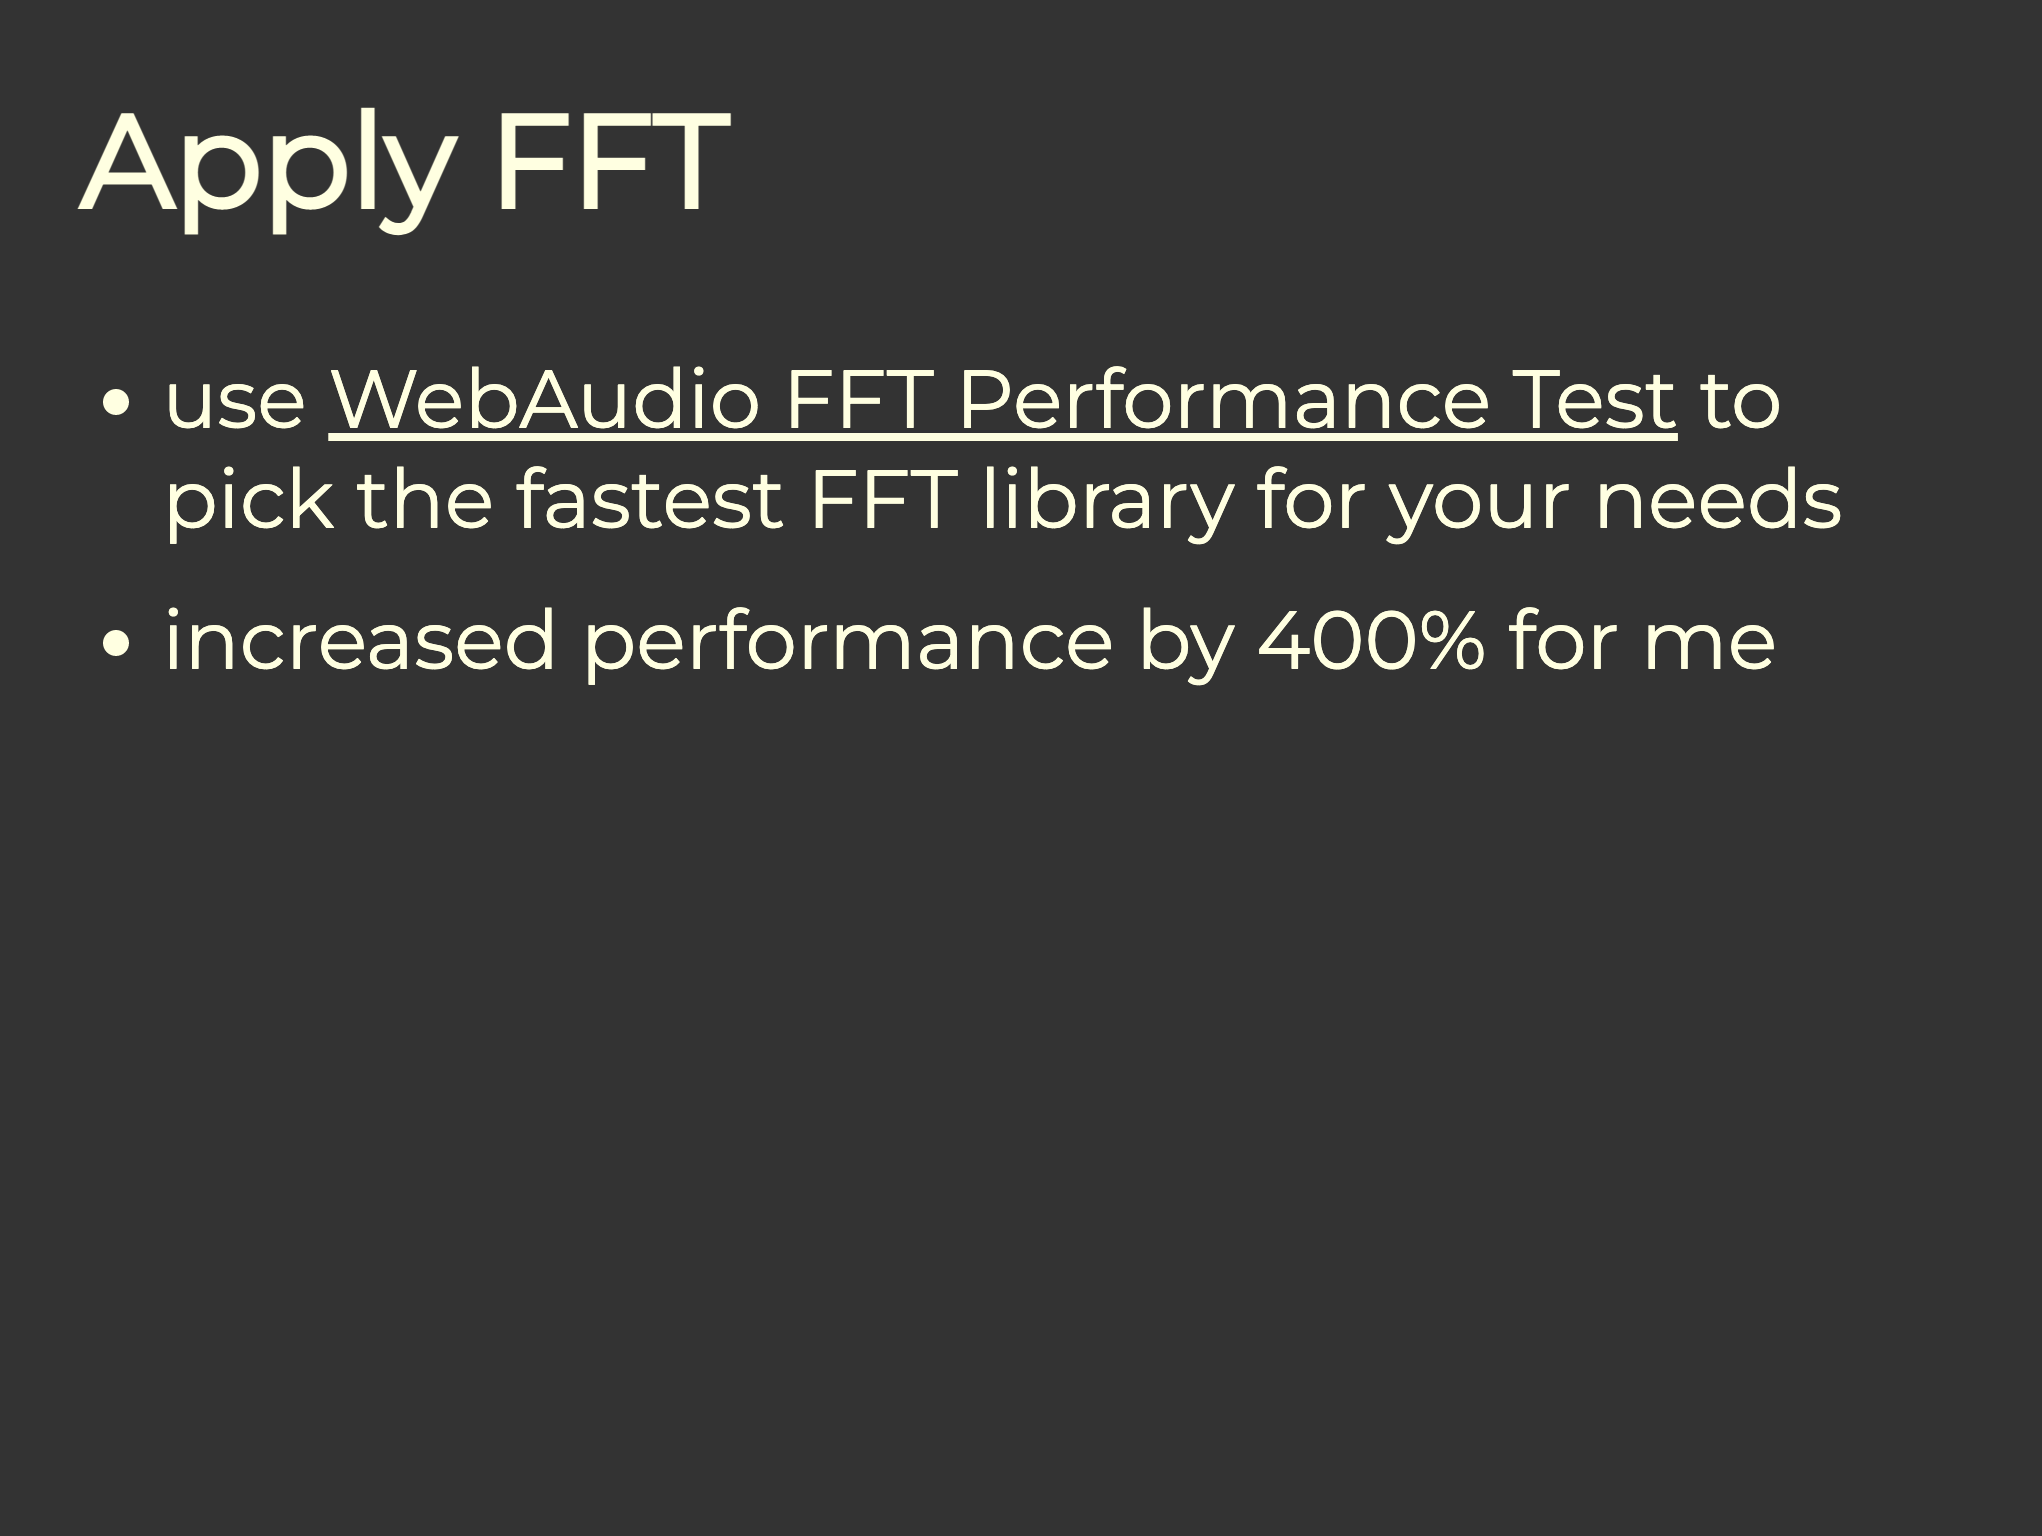 Apply FFT
• use WebAudio FFT Performance Test to
pick the fastest FFT library for your needs
• increased performance by 400% for me